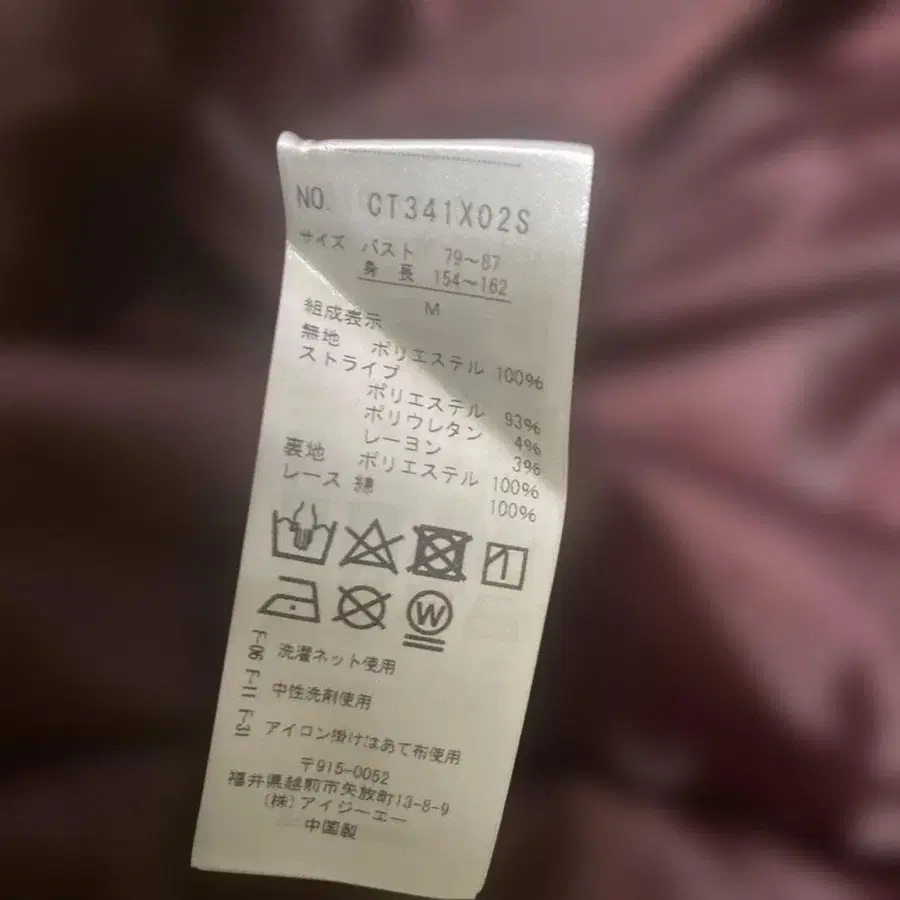 NO. CT341X02S
サイズ バスト 79～87
身長 154～162
M
組成表示
無地 ポリエステル 100%
ストライプ
ポリエステル 93%
ポリウレタン 4%
レーヨン 3%
裏地 ポリエステル 100%
レース 綿 100%
W
F-06 洗濯ネット使用
F-11 中性洗剤使用
F-31 アイロン掛けはあて布使用
〒915-0052
福井県越前市矢放町13-8-9
(株)アイジーエー
中国製